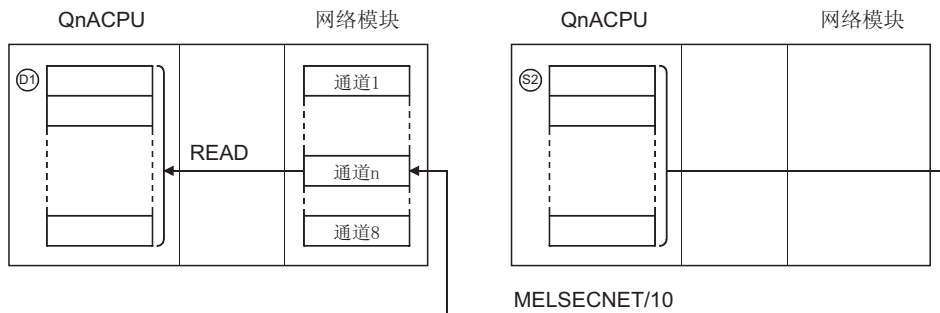 QnACPU 网络模块 QnACPU 网络模块
D1 通道1 S2
READ
通道n
通道8
MELSECNET/10